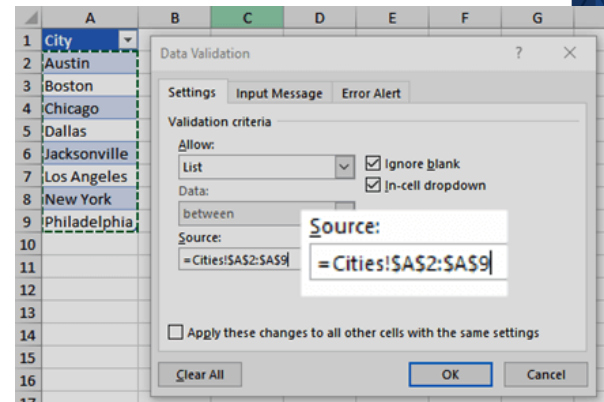 A B C D E F G
1 City
2 Austin
3 Boston
4 Chicago
5 Dallas
6 Jacksonville
7 Los Angeles
8 New York
9 Philadelphia
10
11
12
13
14
15
16
17
Data Validation ? ×
Settings Input Message Error Alert
Validation criteria
Allow:
List
Ignore blank
Data:
In-cell dropdown
between
Source:
=Cities!$A$2:$A$9
Source:
=Cities!$A$2:$A$9
Apply these changes to all other cells with the same settings
Clear All OK Cancel